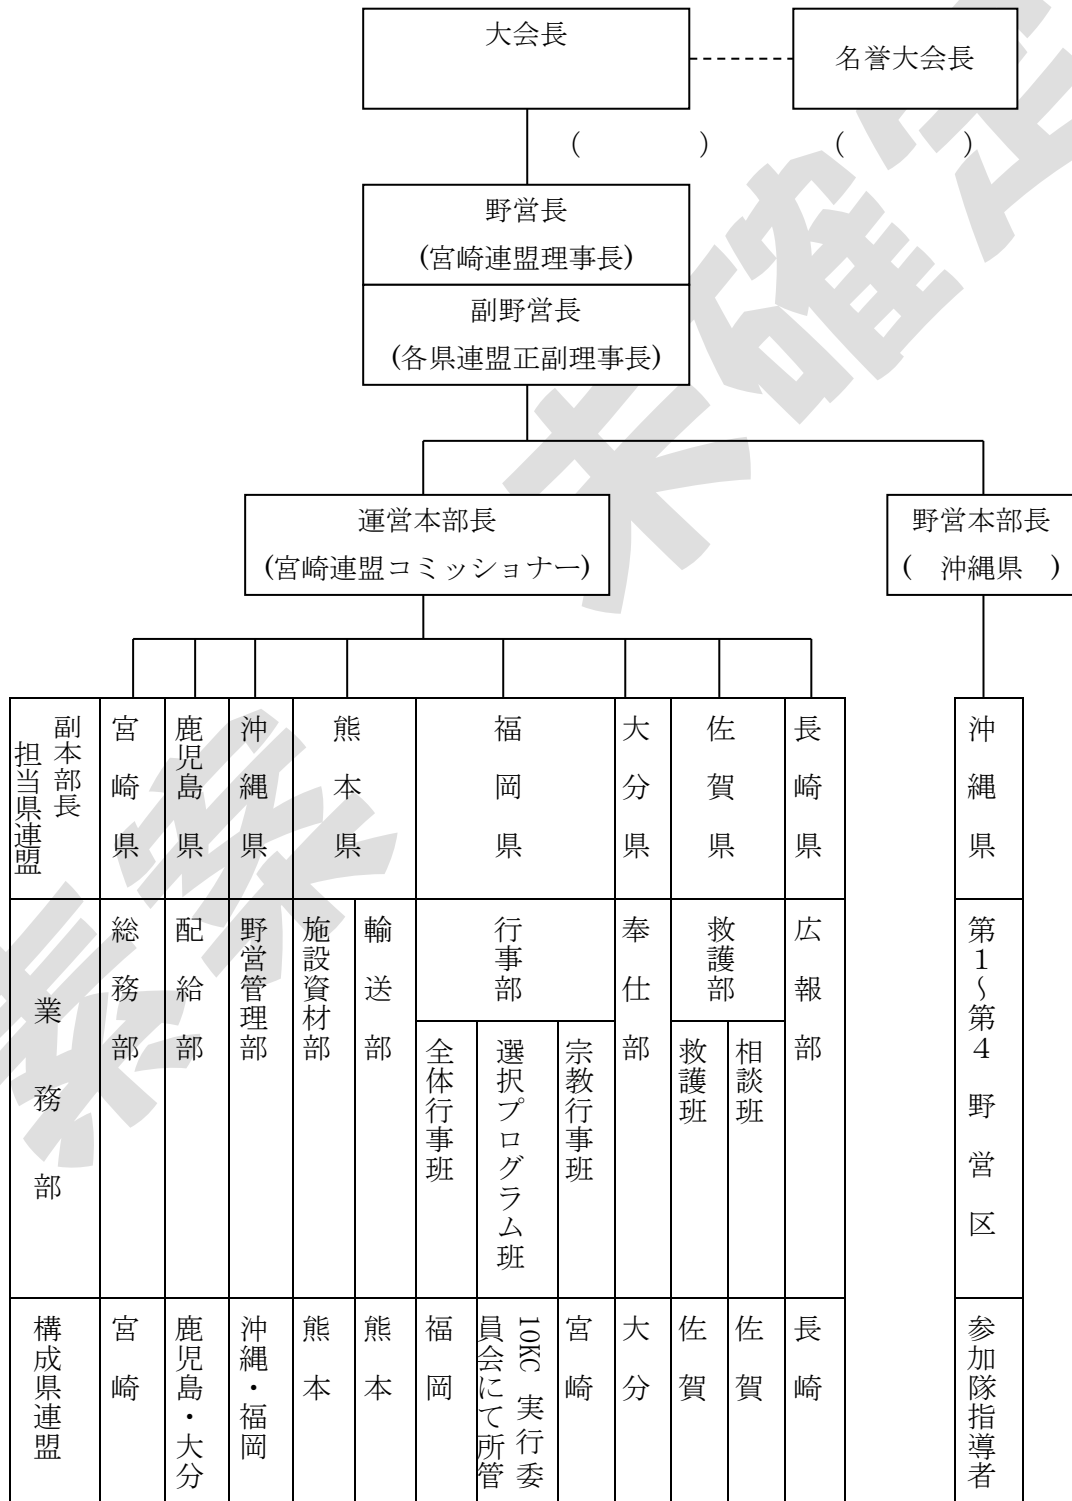 大会長
名誉大会長
(　　　　)
(　　　　)
野営長
(宮崎連盟理事長)
副野営長
(各県連盟正副理事長)
運営本部長
(宮崎連盟コミッショナー)
野営本部長
(　沖縄県　)
副本部長
担当県連盟
宮崎県
鹿児島県
沖縄県
熊本県
福岡県
大分県
佐賀県
長崎県
沖縄県
業務部
総務部
配給部
野営管理部
施設資材部
輸送部
行事部
全体行事班
選択プログラム班
宗教行事班
奉仕部
救護部
救護班
相談班
広報部
第1～第4 野営区
構成県連盟
宮崎
鹿児島・大分
沖縄・福岡
熊本
熊本
福岡
10KC 実行委
員会にて所管
宮崎
大分
佐賀
佐賀
長崎
参加隊指導者
素案
未確定